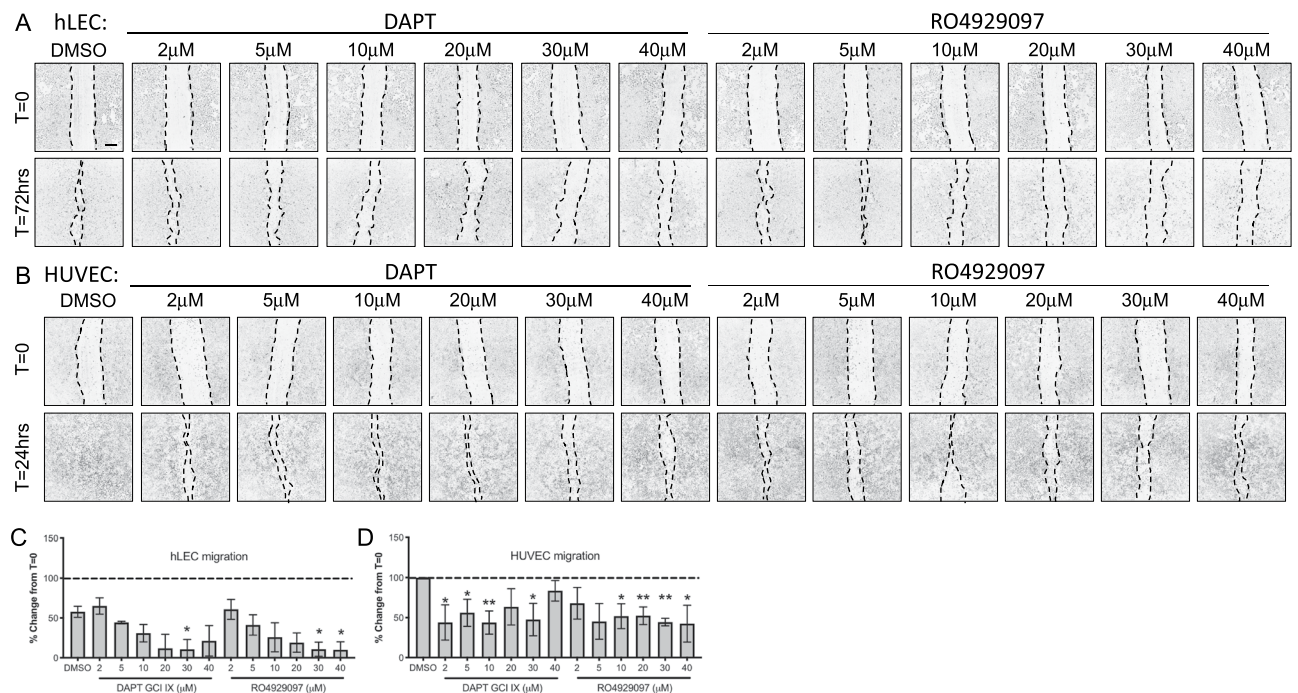 A hLEC: DAPT RO4929097
DMSO 2μM 5μM 10μM 20μM 30μM 40μM 2μM 5μM 10μM 20μM 30μM 40μM
T=0
T=72hrs
B HUVEC: DAPT RO4929097
DMSO 2μM 5μM 10μM 20μM 30μM 40μM 2μM 5μM 10μM 20μM 30μM 40μM
T=0
T=24hrs
C
hLEC migration
% Change from T=0
150
100
50
0
* * *
DMSO 2 5 10 20 30 40 2 5 10 20 30 40
DAPT GCI IX (μM) RO4929097 (μM)
D
HUVEC migration
% Change from T=0
150
100
50
0
* * ** * * ** ** *
DMSO 2 5 10 20 30 40 2 5 10 20 30 40
DAPT GCI IX (μM) RO4929097 (μM)